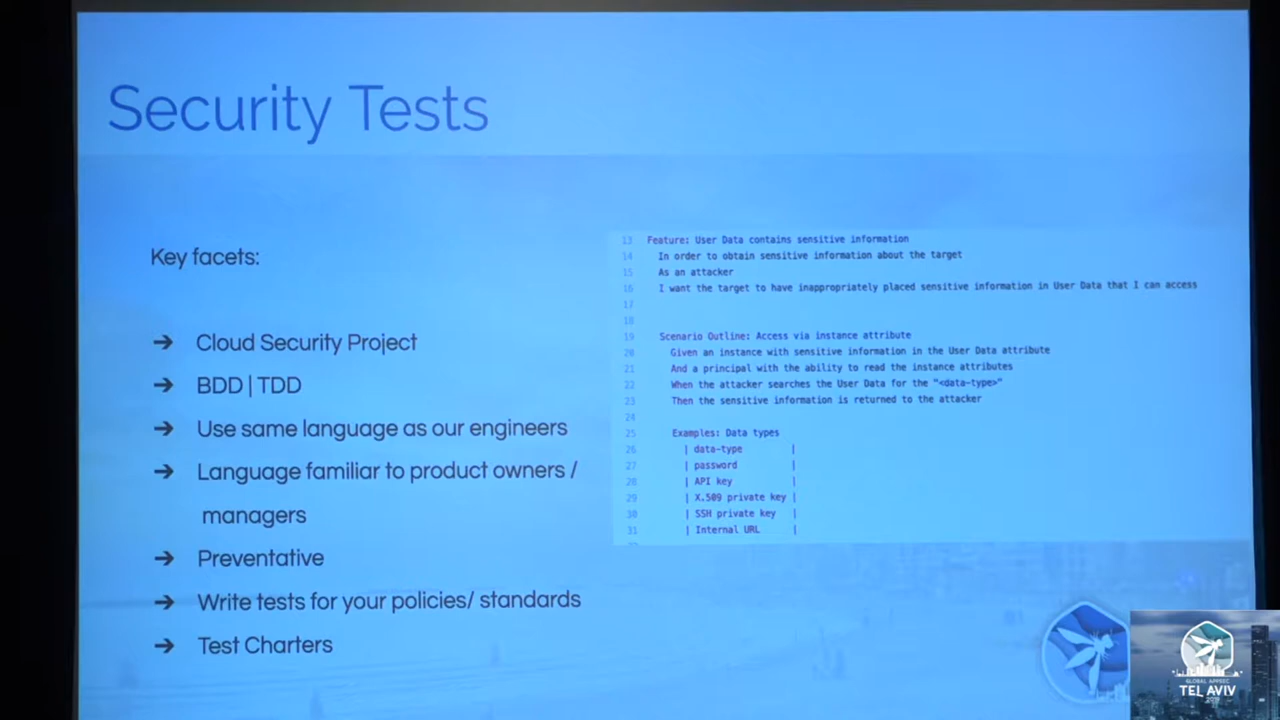 Security Tests
Key facets:
➔ Cloud Security Project
➔ BDD | TDD
➔ Use same language as our engineers
➔ Language familiar to product owners /
managers
➔ Preventative
➔ Write tests for your policies/ standards
➔ Test Charters
13 Feature: User Data contains sensitive information
14 In order to obtain sensitive information about the target
15 As an attacker
16 I want the target to have inappropriately placed sensitive information in User Data that I can access
17
18
19 Scenario Outline: Access via instance attribute
20 Given an instance with sensitive information in the User Data attribute
21 And a principal with the ability to read the instance attributes
22 When the attacker searches the User Data for the "<data-type>"
23 Then the sensitive information is returned to the attacker
24
25 Examples: Data types
26 | data-type |
27 | password |
28 | API key |
29 | X.509 private key |
30 | SSH private key |
31 | Internal URL |
GLOBAL APPSEC
TEL AVIV